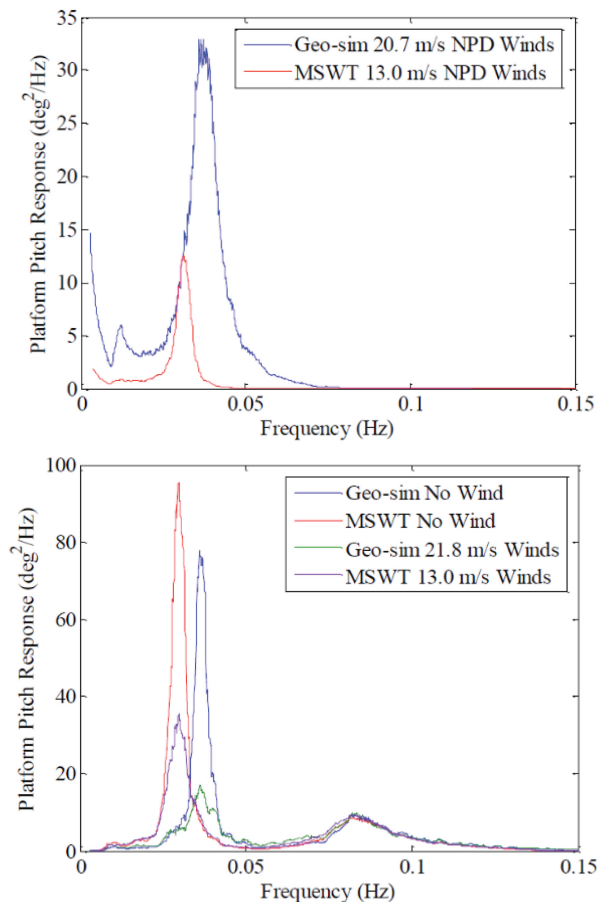 Platform Pitch Response (deg²/Hz)
35
30
25
20
15
10
5
0
Geo-sim 20.7 m/s NPD Winds
MSWT 13.0 m/s NPD Winds
0
0.05
0.1
0.15
Frequency (Hz)
Platform Pitch Response (deg²/Hz)
100
80
60
40
20
0
Geo-sim No Wind
MSWT No Wind
Geo-sim 21.8 m/s Winds
MSWT 13.0 m/s Winds
0
0.05
0.1
0.15
Frequency (Hz)